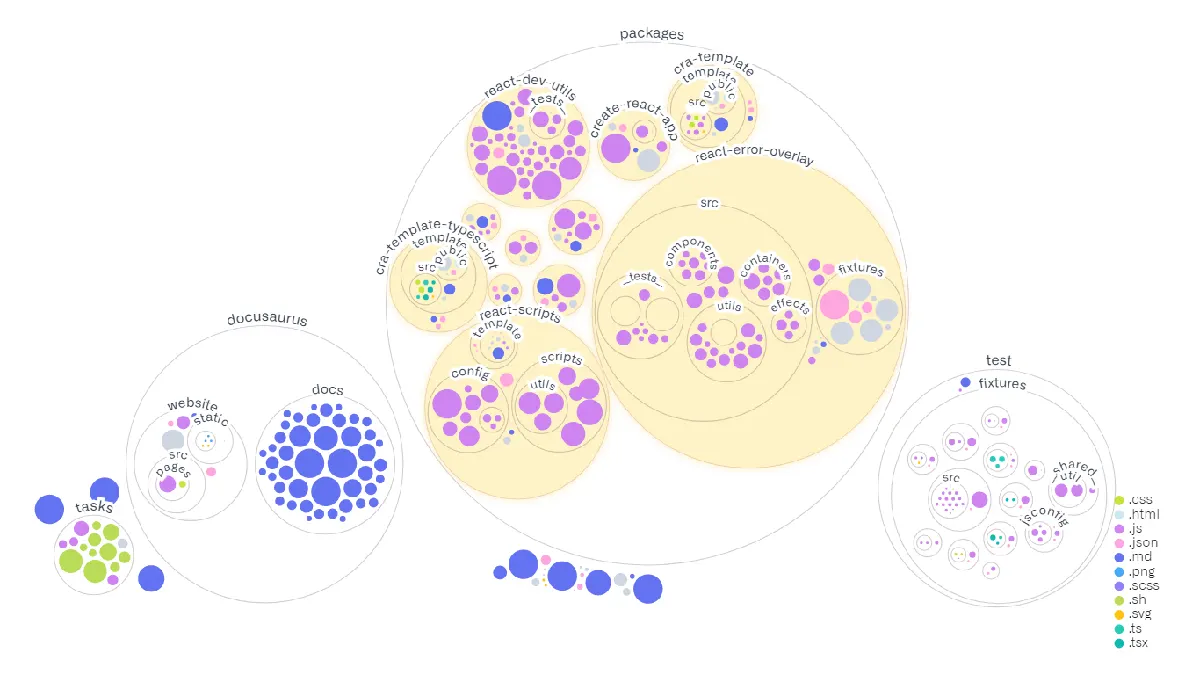 packages
cra-template
template
public
src
react-dev-utils
__tests__
create-react-app
react-error-overlay
src
components
containers
fixtures
__tests__
utils
effects
cra-template-typescript
template
public
src
react-scripts
template
config
scripts
utils
docusaurus
docs
website
static
src
pages
tasks
test
fixtures
src
shared
util
jsconfig
.css
.html
.js
.json
.md
.png
.scss
.sh
.svg
.ts
.tsx